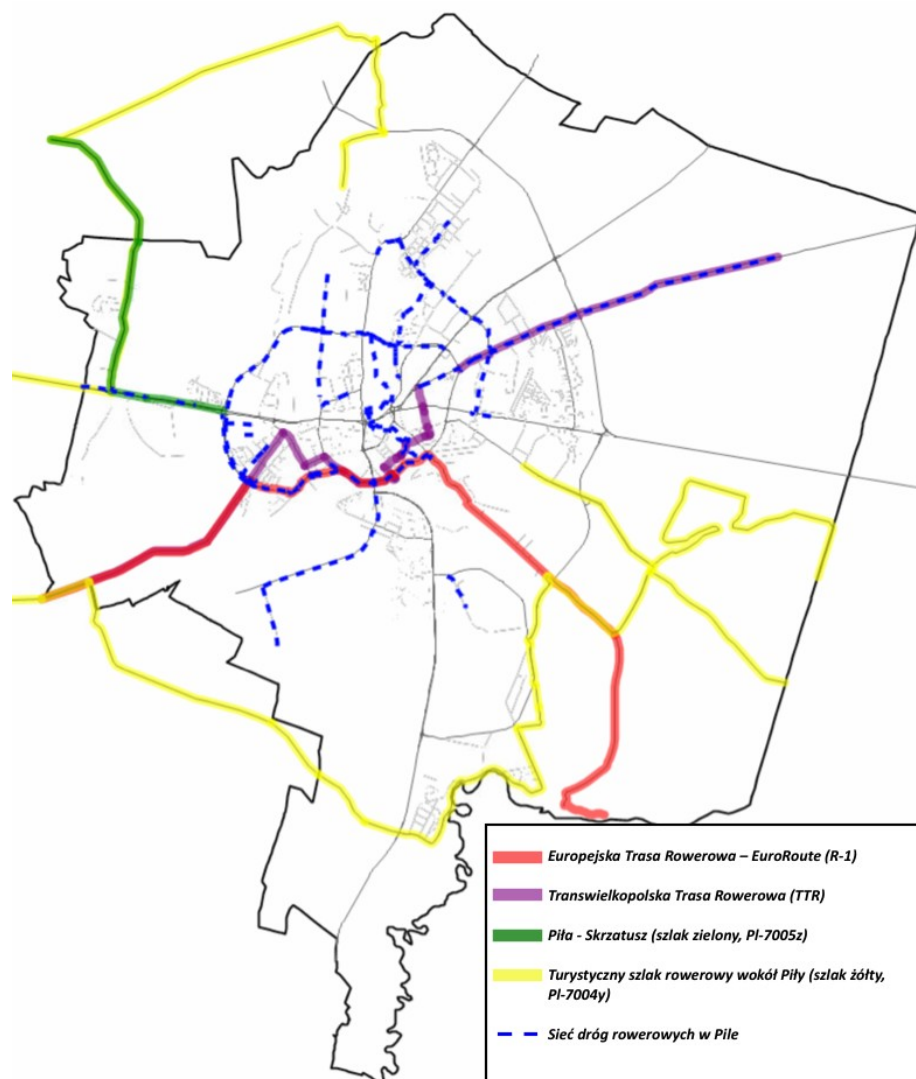 Europejska Trasa Rowerowa – EuroRoute (R-1)
Transwielkopolska Trasa Rowerowa (TTR)
Piła - Skrzatusz (szlak zielony, Pl-7005z)
Turystyczny szlak rowerowy wokół Piły (szlak żółty,
Pl-7004y)
Sieć dróg rowerowych w Pile